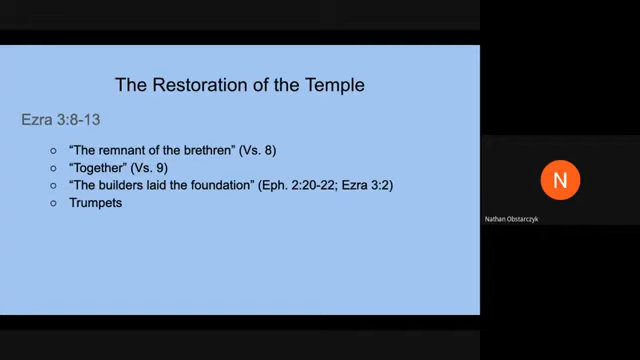 The Restoration of the Temple
Ezra 3:8-13
○ “The remnant of the brethren” (Vs. 8)
○ “Together” (Vs. 9)
○ “The builders laid the foundation” (Eph. 2:20-22; Ezra 3:2)
○ Trumpets
N
Nathan Obstarczyk